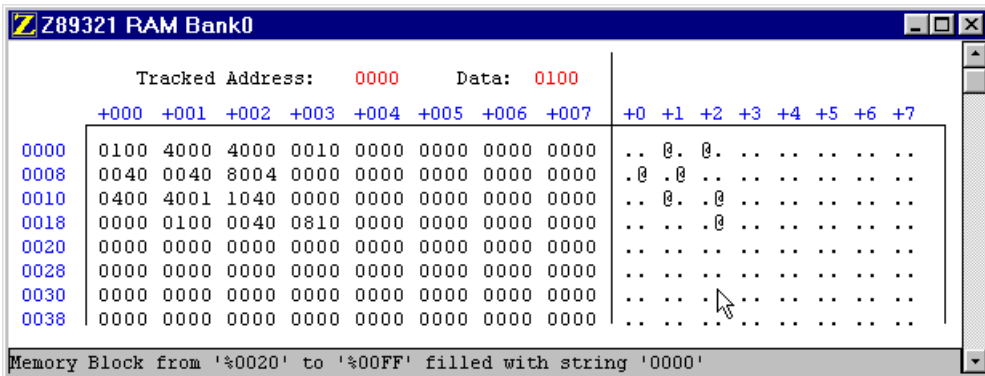 Z89321 RAM Bank0
Tracked Address: 0000 Data: 0100
+000 +001 +002 +003 +004 +005 +006 +007 +0 +1 +2 +3 +4 +5 +6 +7
0000 0100 4000 4000 0010 0000 0000 0000 0000 .. @. @. .. .. .. .. ..
0008 0040 0040 8004 0000 0000 0000 0000 0000 .@ .@ .. .. .. .. .. ..
0010 0400 4001 1040 0000 0000 0000 0000 0000 .. @. .@ .. .. .. .. ..
0018 0000 0100 0040 0810 0000 0000 0000 0000 .. .. .@ .. .. .. .. ..
0020 0000 0000 0000 0000 0000 0000 0000 0000 .. .. .. .. .. .. .. ..
0028 0000 0000 0000 0000 0000 0000 0000 0000 .. .. .. .. .. .. .. ..
0030 0000 0000 0000 0000 0000 0000 0000 0000 .. .. .. .. .. .. .. ..
0038 0000 0000 0000 0000 0000 0000 0000 0000 .. .. .. .. .. .. .. ..
Memory Block from '%0020' to '%00FF' filled with string '0000'